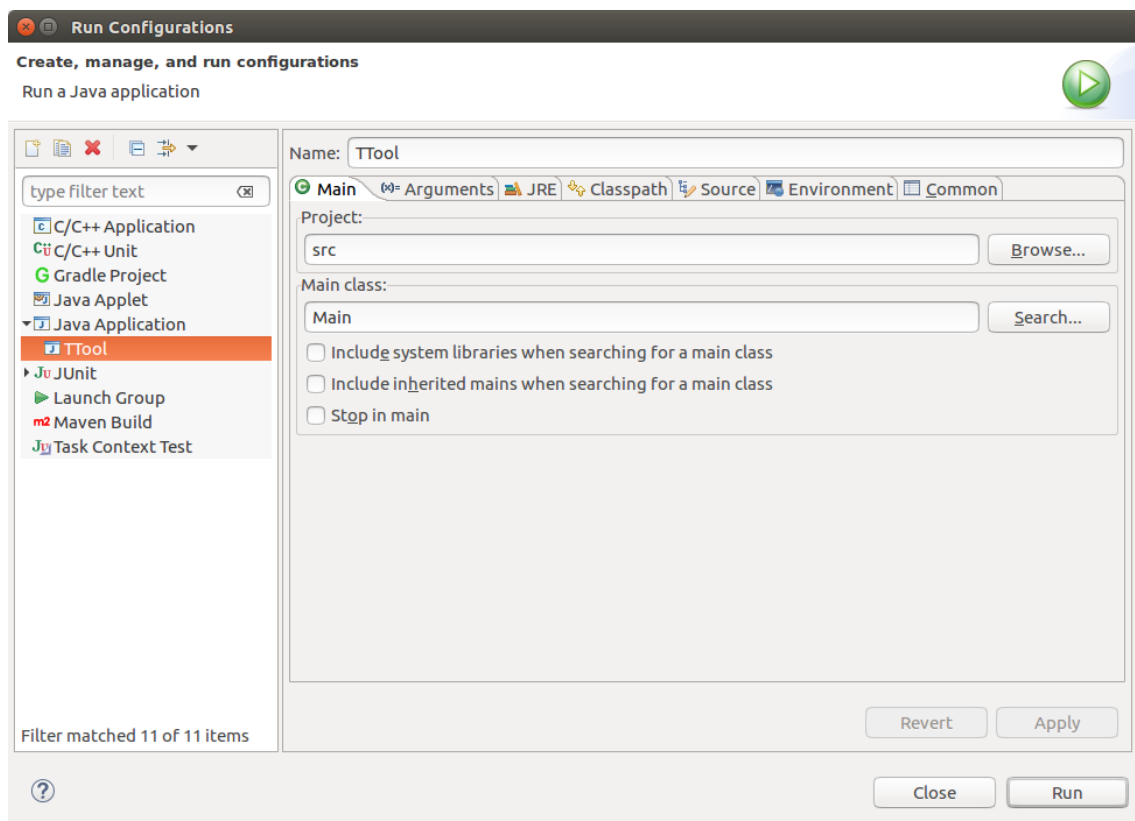 Run Configurations
Create, manage, and run configurations
Run a Java application
Name: TTool
type filter text
Main (x)= Arguments JRE Classpath Source Environment Common
C/C++ Application
C/C++ Unit
Gradle Project
Java Applet
Java Application
TTool
JUnit
Launch Group
m2 Maven Build
Task Context Test
Filter matched 11 of 11 items
Project:
src
Browse...
Main class:
Main
Search...
Include system libraries when searching for a main class
Include inherited mains when searching for a main class
Stop in main
Revert Apply
Close Run